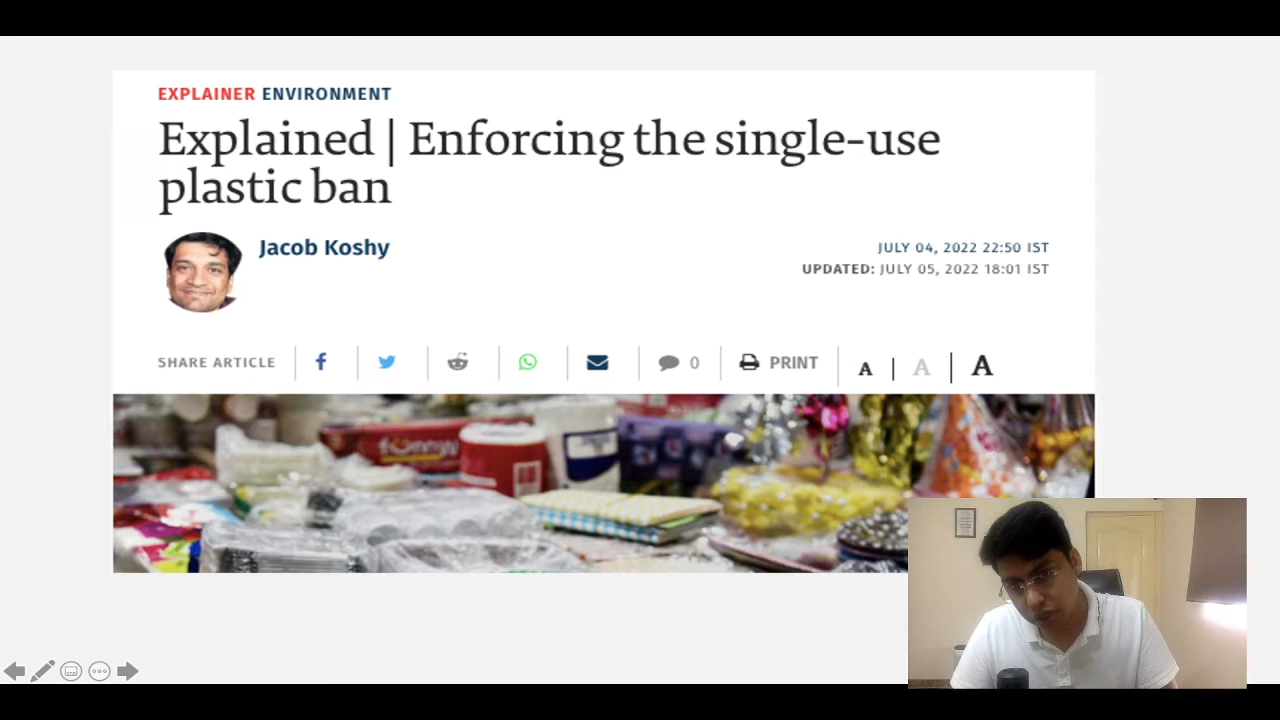 EXPLAINER ENVIRONMENT
Explained | Enforcing the single-use
plastic ban
Jacob Koshy
JULY 04, 2022 22:50 IST
UPDATED: JULY 05, 2022 18:01 IST
SHARE ARTICLE
0
PRINT
A | A | A